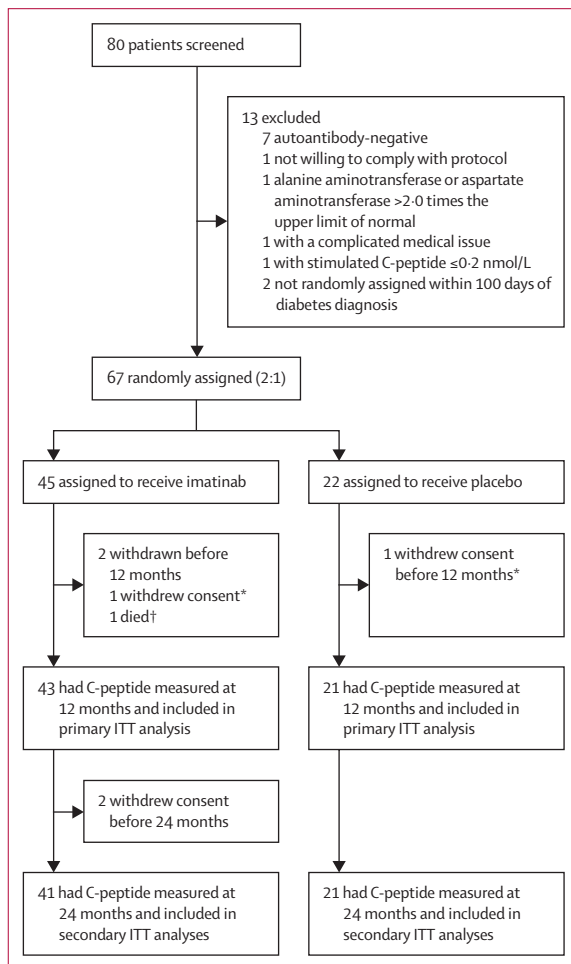 80 patients screened
13 excluded
7 autoantibody-negative
1 not willing to comply with protocol
1 alanine aminotransferase or aspartate
aminotransferase >2·0 times the
upper limit of normal
1 with a complicated medical issue
1 with stimulated C-peptide ≤0·2 nmol/L
2 not randomly assigned within 100 days of
diabetes diagnosis
67 randomly assigned (2:1)
45 assigned to receive imatinab
22 assigned to receive placebo
2 withdrawn before
12 months
1 withdrew consent*
1 died†
1 withdrew consent
before 12 months*
43 had C-peptide measured at
12 months and included in
primary ITT analysis
21 had C-peptide measured at
12 months and included in
primary ITT analysis
2 withdrew consent
before 24 months
41 had C-peptide measured at
24 months and included in
secondary ITT analyses
21 had C-peptide measured at
24 months and included in
secondary ITT analyses